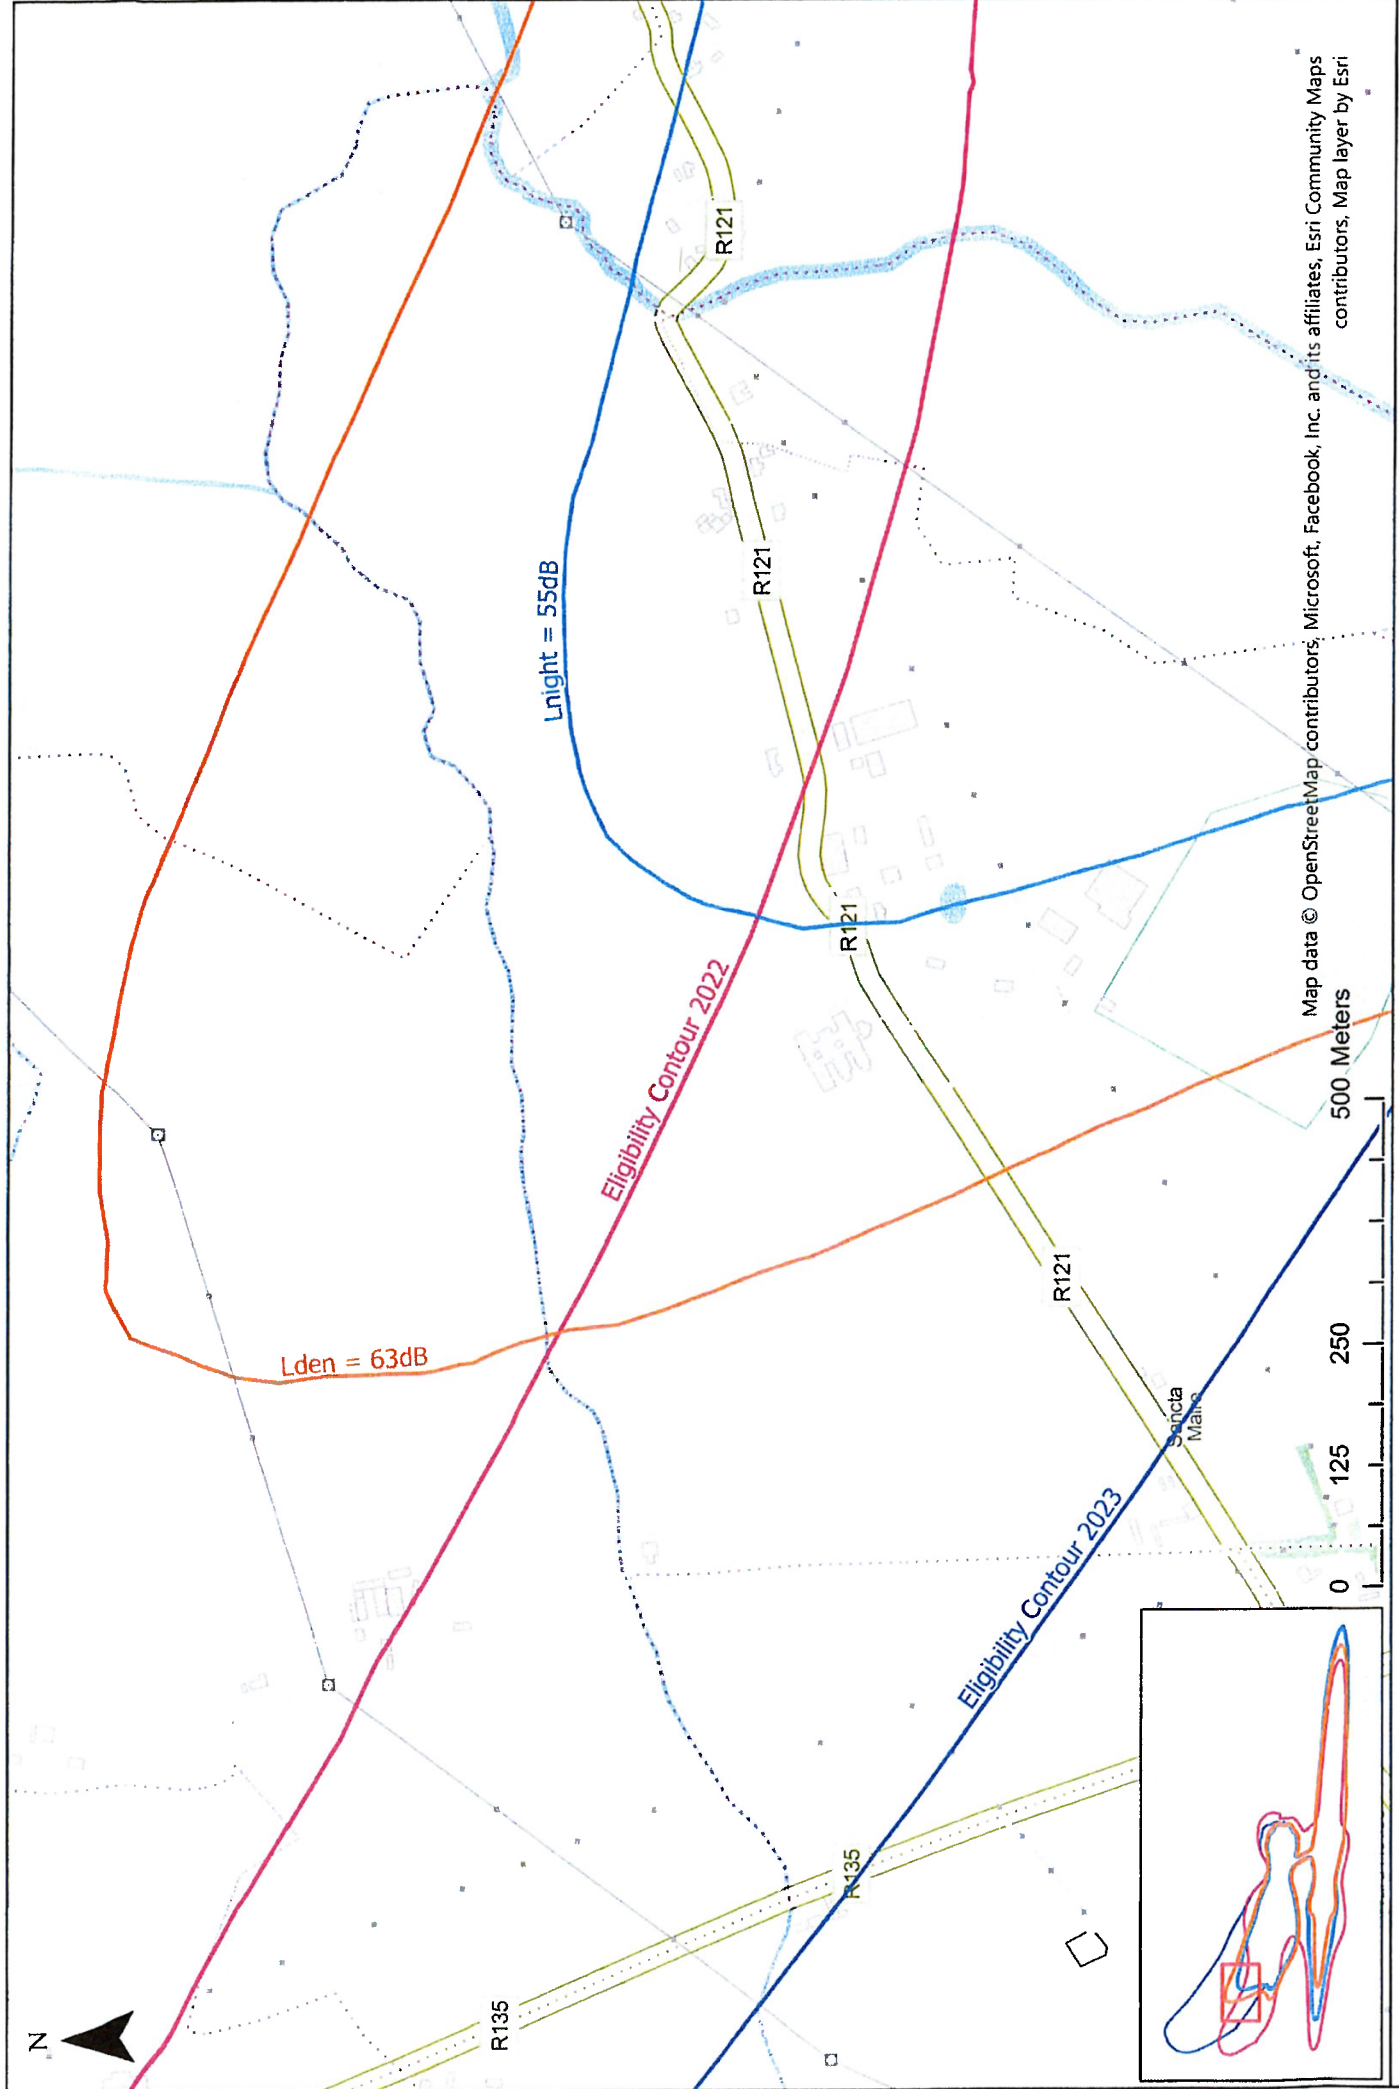 N
Lden = 63dB
Lnight = 55dB
Eligibility Contour 2022
Eligibility Contour 2023
R121
R121
R121
R121
R135
R135
Sancta
Maria
0 125 250 500 Meters
Map data © OpenStreetMap contributors, Microsoft, Facebook, Inc. and its affiliates, Esri Community Maps
contributors, Map layer by Esri